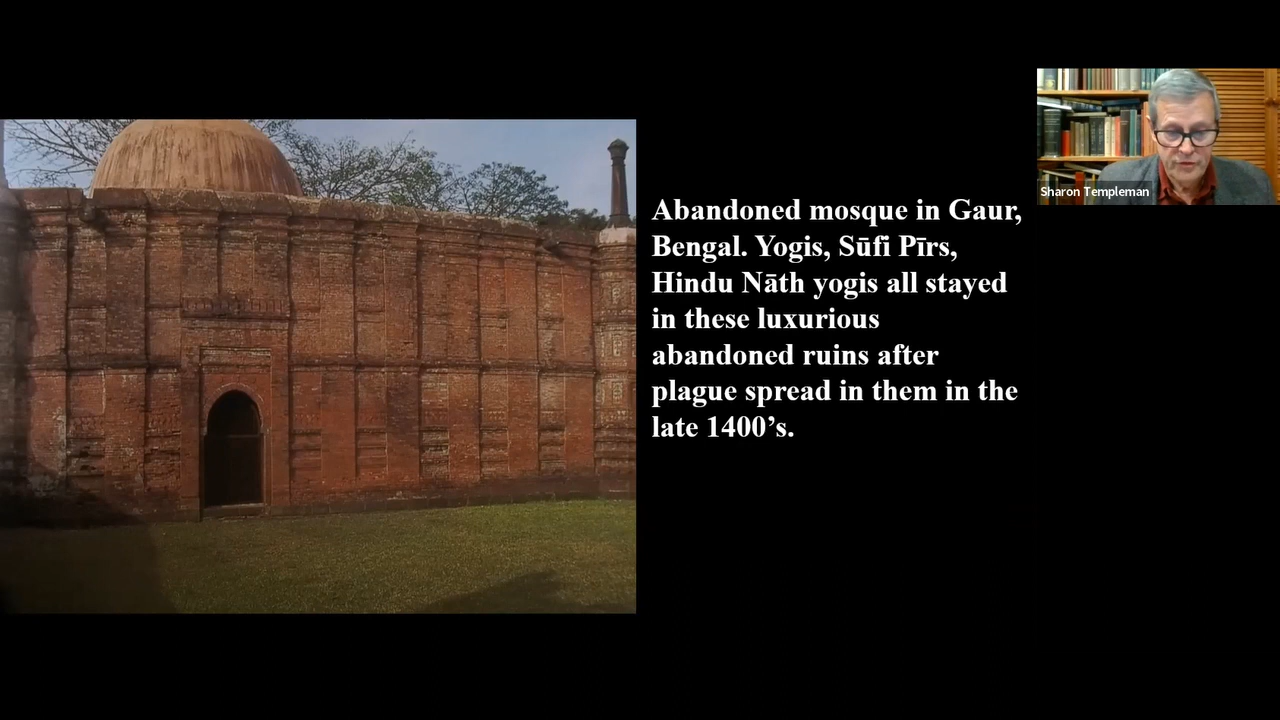 Abandoned mosque in Gaur,
Bengal. Yogis, Sūfi Pīrs,
Hindu Nāth yogis all stayed
in these luxurious
abandoned ruins after
plague spread in them in the
late 1400’s.
Sharon Templeman